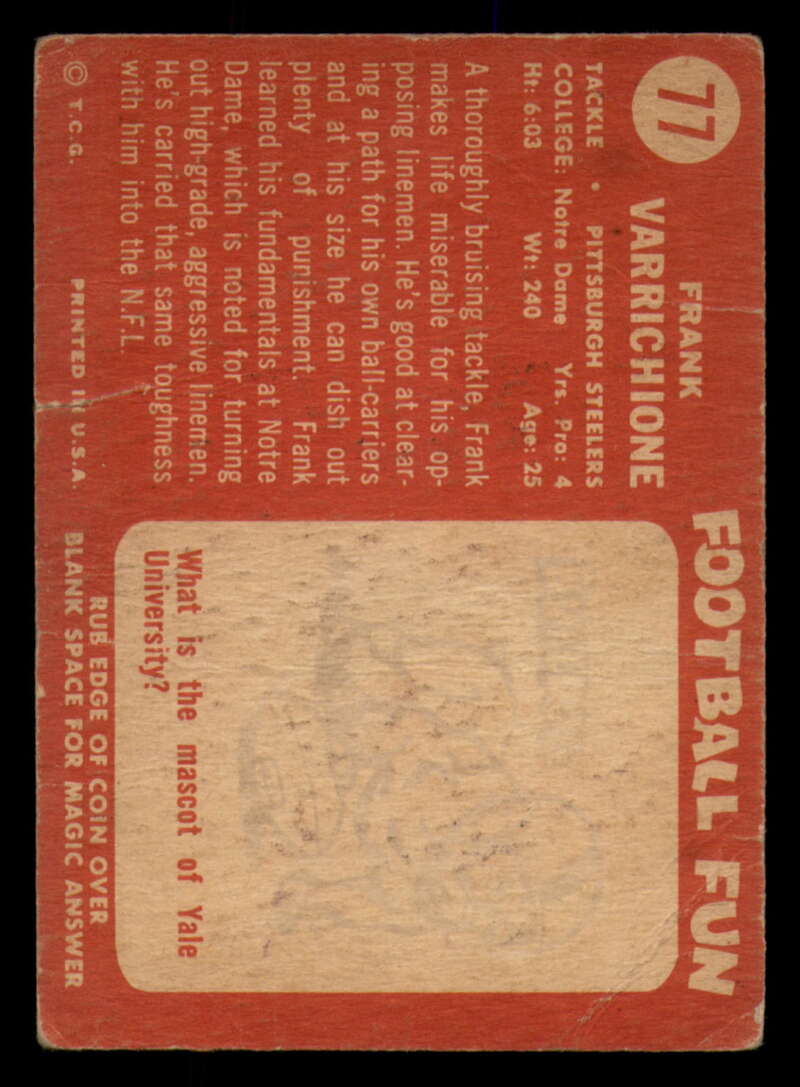 77
FRANK
VARRICHIONE
TACKLE • PITTSBURGH STEELERS
COLLEGE: Notre Dame Yrs. Pro: 4
Ht: 6:03 Wt: 240 Age: 25
A thoroughly bruising tackle, Frank
makes life miserable for his op-
posing linemen. He's good at clear-
ing a path for his own ball-carriers
and at his size he can dish out
plenty of punishment. Frank
learned his fundamentals at Notre
Dame, which is noted for turning
out high-grade, aggressive linemen.
He's carried that same toughness
with him into the N.F.L.
© T.C.G. PRINTED IN U.S.A.
FOOTBALL FUN
What is the mascot of Yale
University?
RUB EDGE OF COIN OVER
BLANK SPACE FOR MAGIC ANSWER